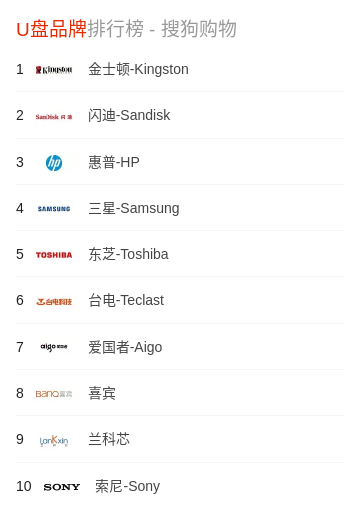 U盘品牌排行榜 - 搜狗购物
1 Kingston 金士顿-Kingston
2 SanDisk 闪迪 闪迪-Sandisk
3 hp 惠普-HP
4 SAMSUNG 三星-Samsung
5 TOSHIBA 东芝-Toshiba
6 台电科技 台电-Teclast
7 aigo 爱国者-Aigo
8 BanQ 喜宾 喜宾
9 LanKxin 兰科芯
10 SONY 索尼-Sony